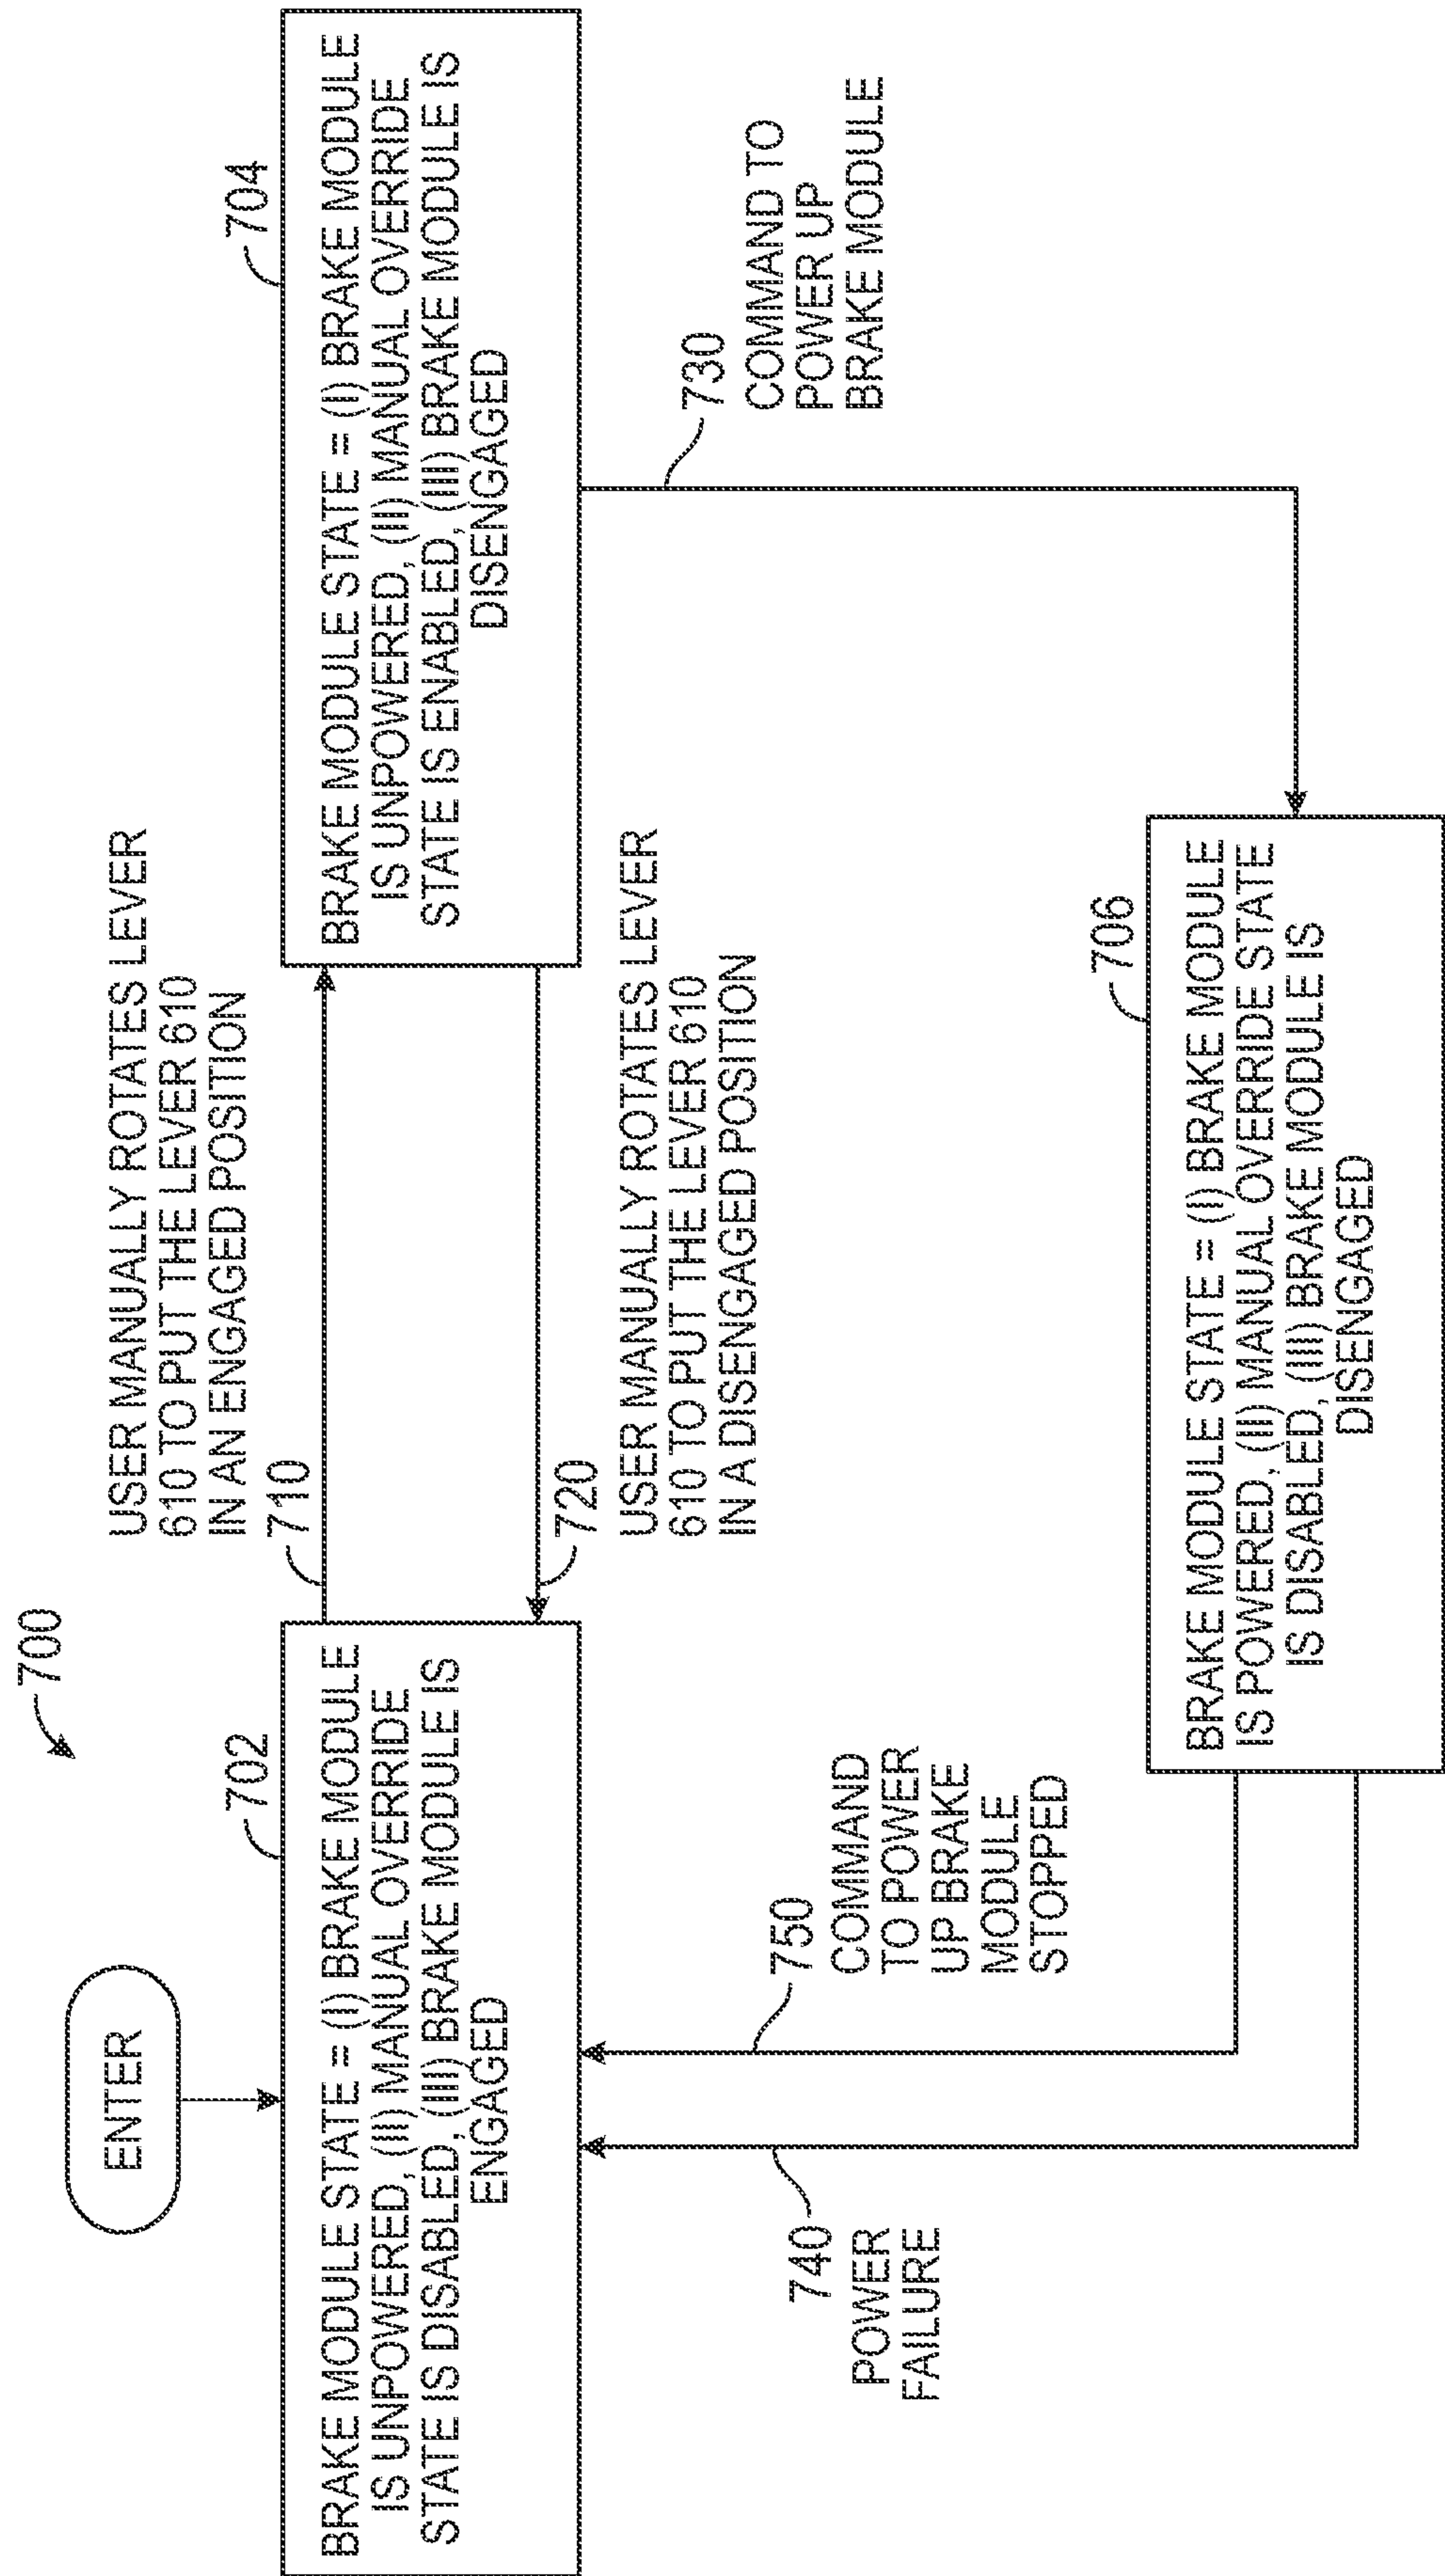 700
ENTER
702
BRAKE MODULE STATE = (I) BRAKE MODULE
IS UNPOWERED, (II) MANUAL OVERRIDE
STATE IS DISABLED, (III) BRAKE MODULE IS
ENGAGED
USER MANUALLY ROTATES LEVER
610 TO PUT THE LEVER 610
IN AN ENGAGED POSITION
710
720
USER MANUALLY ROTATES LEVER
610 TO PUT THE LEVER 610
IN A DISENGAGED POSITION
704
BRAKE MODULE STATE = (I) BRAKE MODULE
IS UNPOWERED, (II) MANUAL OVERRIDE
STATE IS ENABLED, (III) BRAKE MODULE IS
DISENGAGED
730
COMMAND TO
POWER UP
BRAKE MODULE
740
POWER
FAILURE
750
COMMAND
TO POWER
UP BRAKE
MODULE
STOPPED
706
BRAKE MODULE STATE = (I) BRAKE MODULE
IS POWERED, (II) MANUAL OVERRIDE STATE
IS DISABLED, (III) BRAKE MODULE IS
DISENGAGED